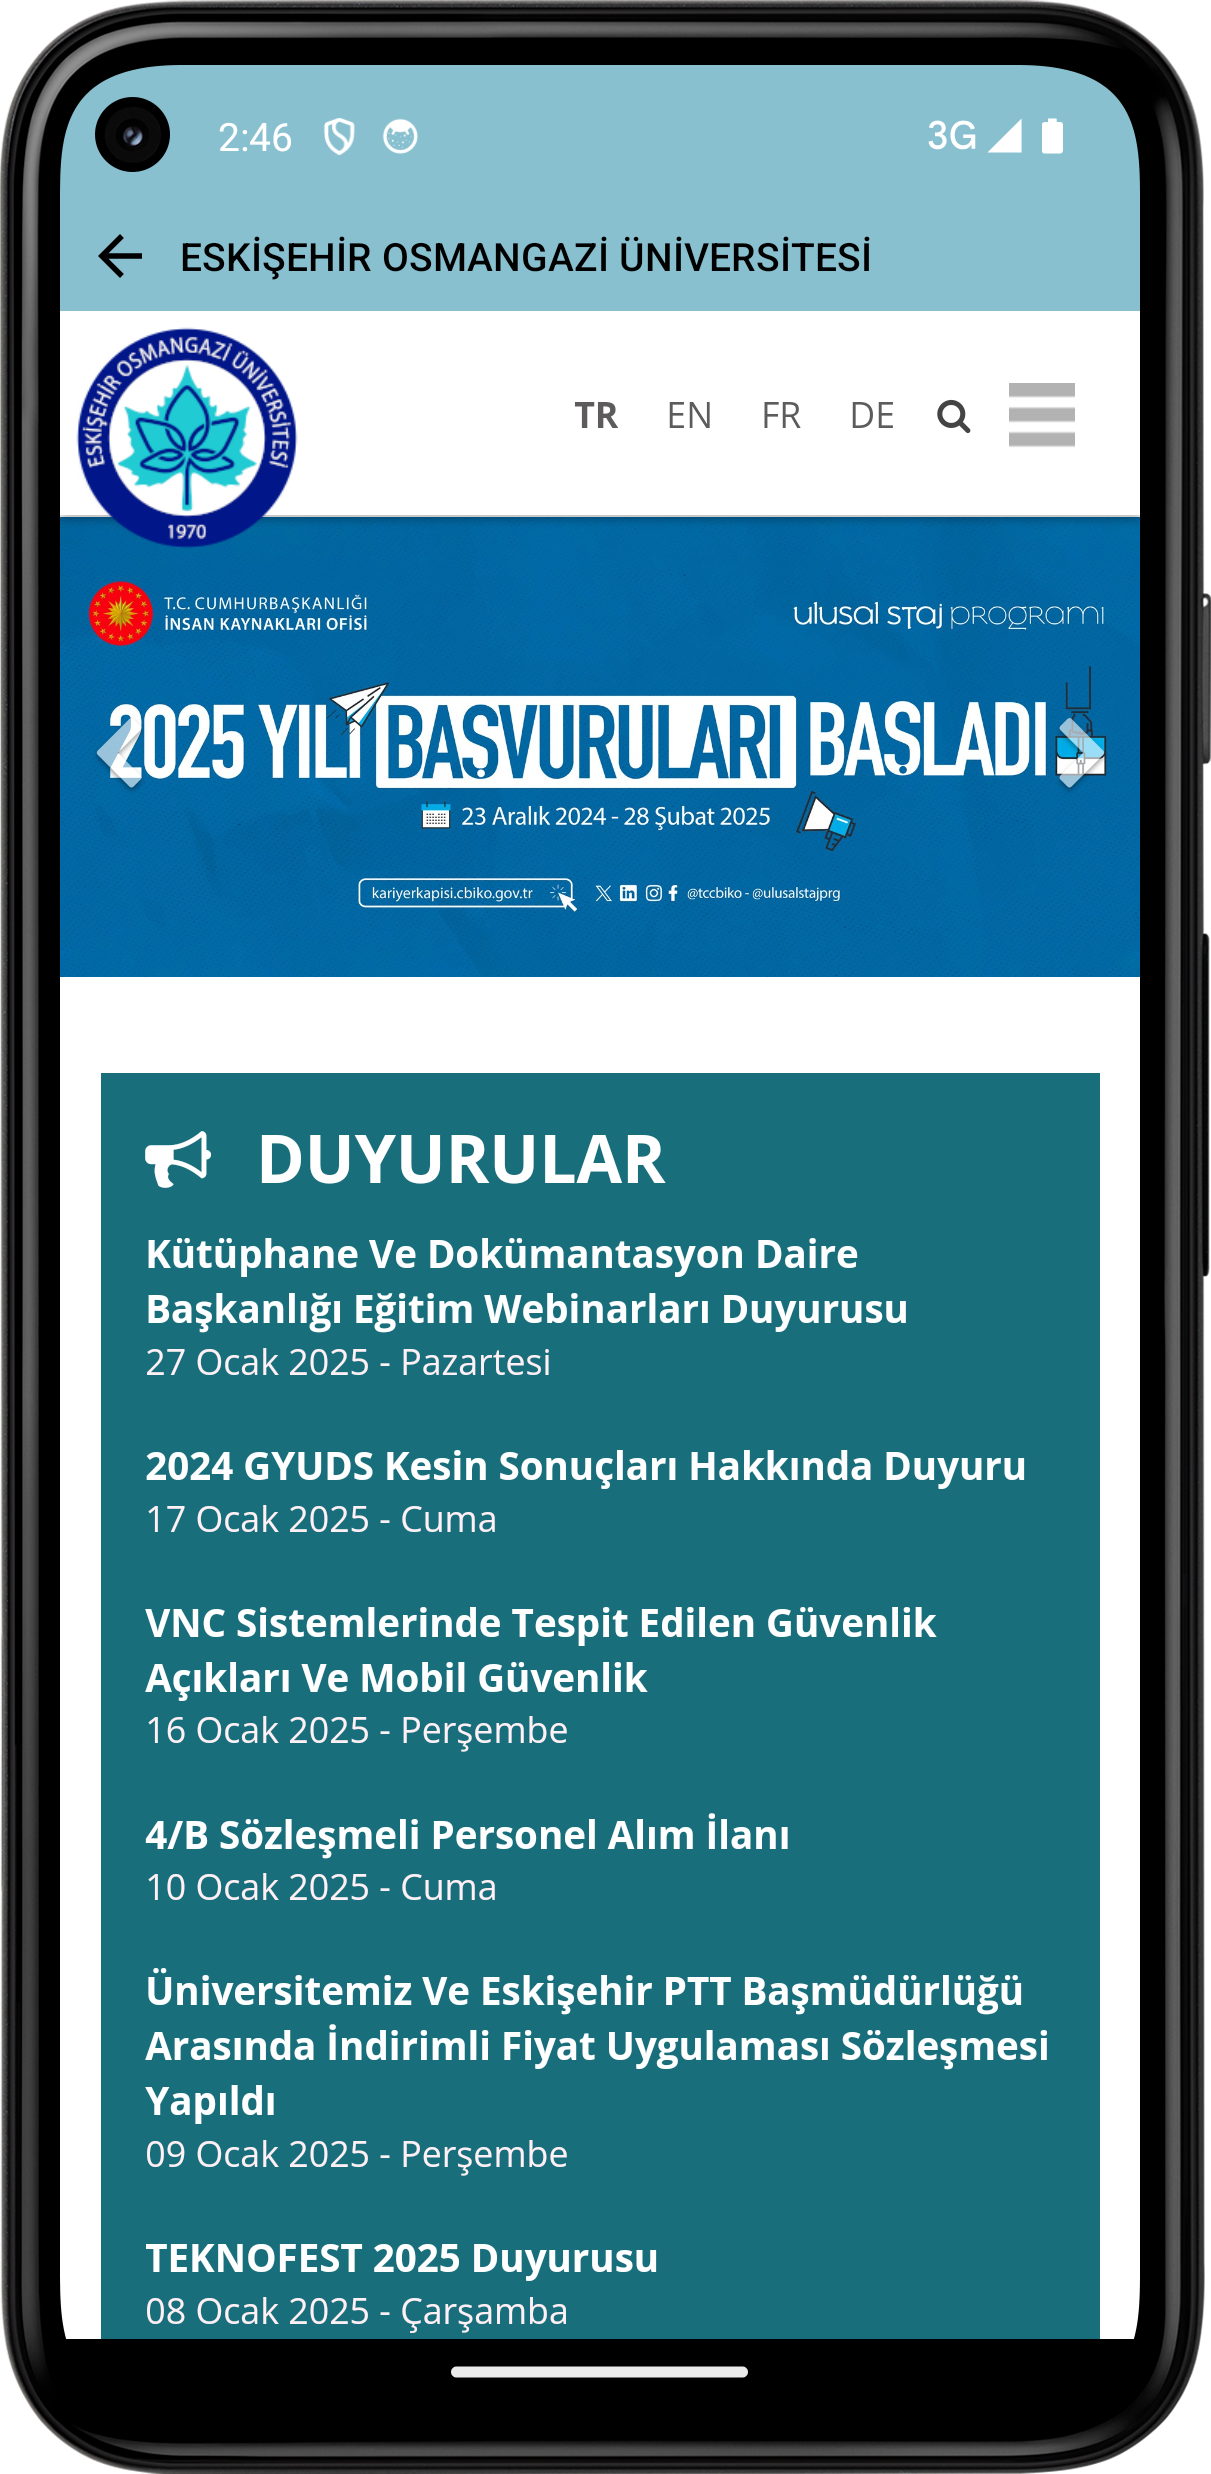 2:46
3G
ESKİŞEHİR OSMANGAZİ ÜNİVERSİTESİ
ESKİŞEHİR OSMANGAZİ ÜNİVERSİTESİ
1970
TR EN FR DE
T.C. CUMHURBAŞKANLIĞI
İNSAN KAYNAKLARI OFİSİ
ulusal sTaj programı
2025 YILI BAŞVURULARI BAŞLADI
23 Aralık 2024 - 28 Şubat 2025
kariyerkapisi.cbiko.gov.tr @tccbiko - @ulusalstajprg
DUYURULAR
Kütüphane Ve Dokümantasyon Daire
Başkanlığı Eğitim Webinarları Duyurusu
27 Ocak 2025 - Pazartesi
2024 GYUDS Kesin Sonuçları Hakkında Duyuru
17 Ocak 2025 - Cuma
VNC Sistemlerinde Tespit Edilen Güvenlik
Açıkları Ve Mobil Güvenlik
16 Ocak 2025 - Perşembe
4/B Sözleşmeli Personel Alım İlanı
10 Ocak 2025 - Cuma
Üniversitemiz Ve Eskişehir PTT Başmüdürlüğü
Arasında İndirimli Fiyat Uygulaması Sözleşmesi
Yapıldı
09 Ocak 2025 - Perşembe
TEKNOFEST 2025 Duyurusu
08 Ocak 2025 - Çarşamba